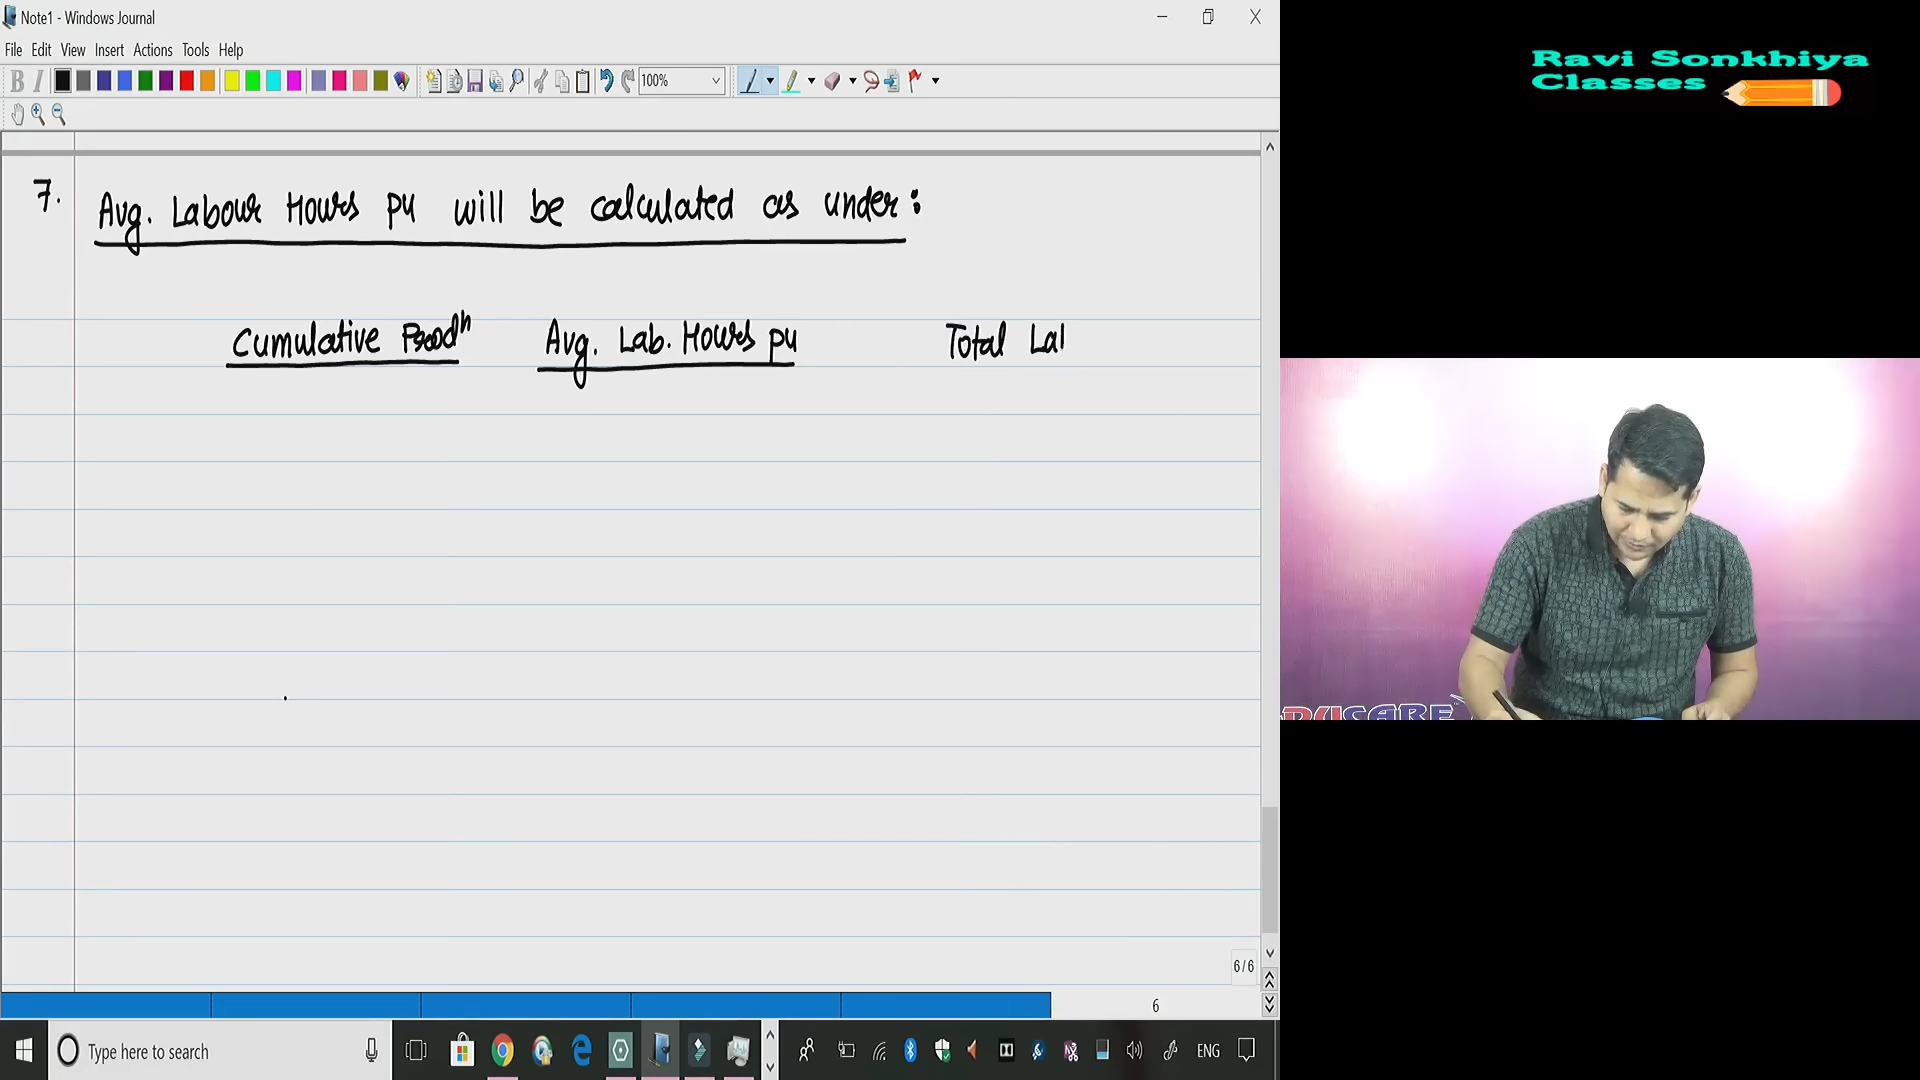 Note1 - Windows Journal
File Edit View Insert Actions Tools Help
B I 100%
7. Avg. Labour Hours pu will be calculated as under:
Cumulative Prodn Avg. Lab. Hours pu Total Lal
6/6
6
Type here to search
ENG
Ravi Sonkhiya
Classes